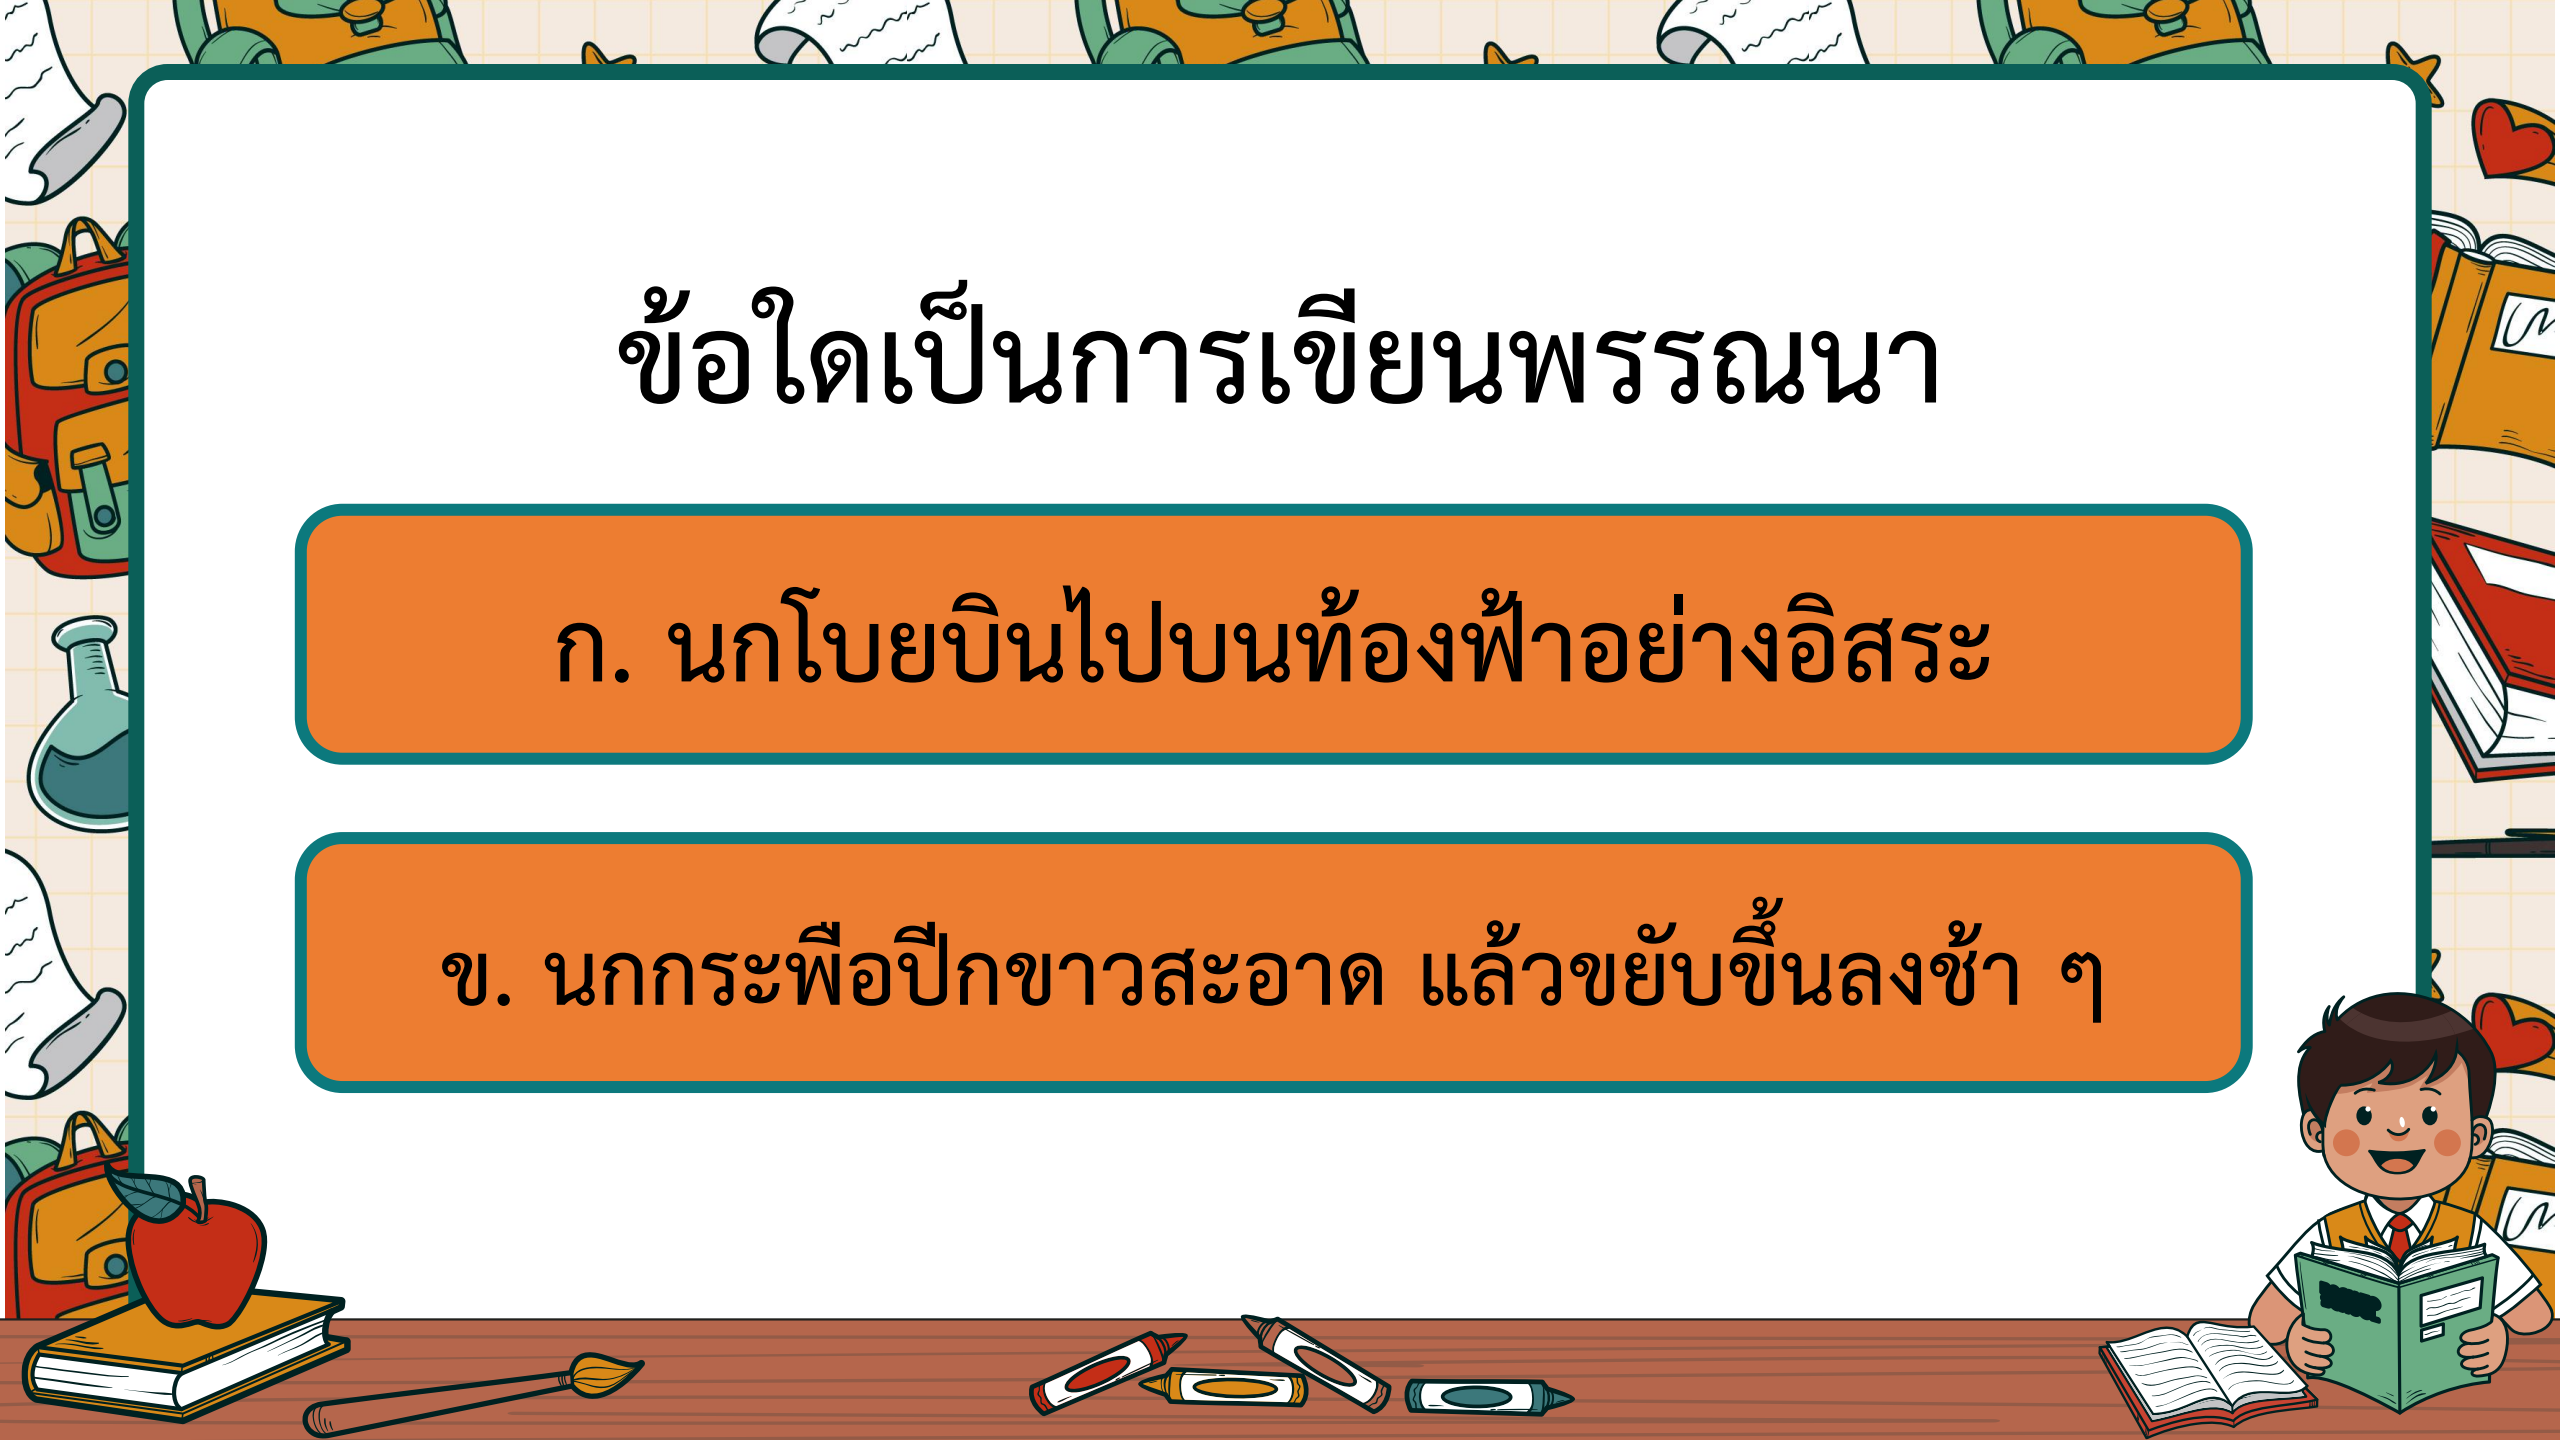 ข้อใดเป็นการเขียนพรรณนา
ก. นกโบยบินไปบนท้องฟ้าอย่างอิสระ
ข. นกกระพือปีกขาวสะอาด แล้วขยับขึ้นลงช้า ๆ